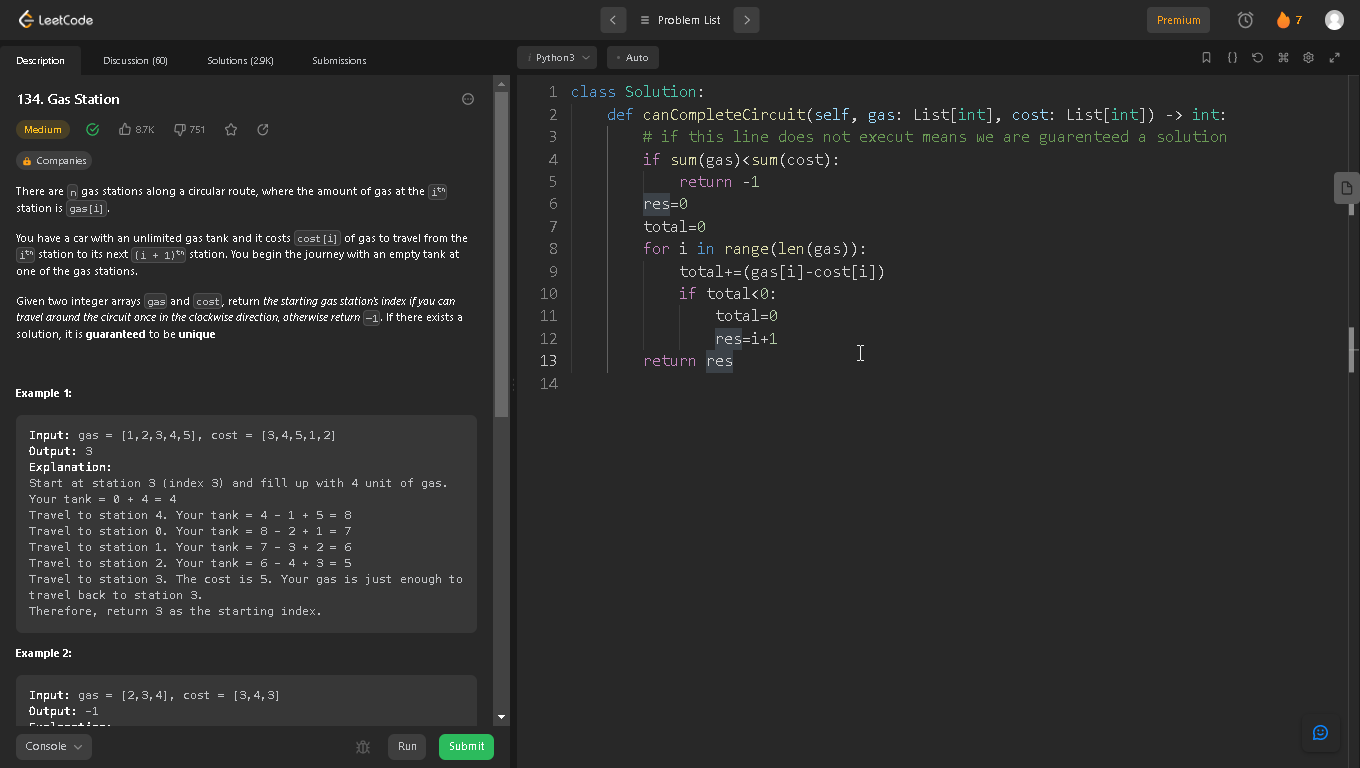 LeetCode
Problem List
Premium
7
Description
Discussion (60)
Solutions (2.9K)
Submissions
Python3
Auto
134. Gas Station
Medium
8.7K
751
Companies
There are n gas stations along a circular route, where the amount of gas at the ith
station is gas[i].
You have a car with an unlimited gas tank and it costs cost[i] of gas to travel from the
ith station to its next (i + 1)th station. You begin the journey with an empty tank at
one of the gas stations.
Given two integer arrays gas and cost, return the starting gas station's index if you can
travel around the circuit once in the clockwise direction, otherwise return -1. If there exists a
solution, it is guaranteed to be unique
Example 1:
Input: gas = [1,2,3,4,5], cost = [3,4,5,1,2]
Output: 3
Explanation:
Start at station 3 (index 3) and fill up with 4 unit of gas.
Your tank = 0 + 4 = 4
Travel to station 4. Your tank = 4 - 1 + 5 = 8
Travel to station 0. Your tank = 8 - 2 + 1 = 7
Travel to station 1. Your tank = 7 - 3 + 2 = 6
Travel to station 2. Your tank = 6 - 4 + 3 = 5
Travel to station 3. The cost is 5. Your gas is just enough to
travel back to station 3.
Therefore, return 3 as the starting index.
Example 2:
Input: gas = [2,3,4], cost = [3,4,3]
Output: -1
Explanation:
Console
Run
Submit
1 class Solution:
2 def canCompleteCircuit(self, gas: List[int], cost: List[int]) -> int:
3 # if this line does not execut means we are guarenteed a solution
4 if sum(gas)<sum(cost):
5 return -1
6 res=0
7 total=0
8 for i in range(len(gas)):
9 total+=(gas[i]-cost[i])
10 if total<0:
11 total=0
12 res=i+1
13 return res
14